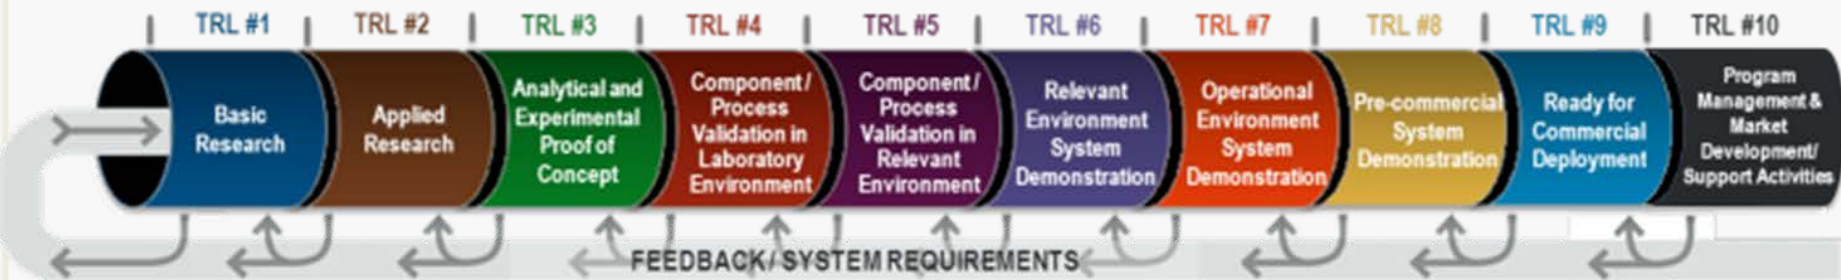 TRL #1
TRL #2
TRL #3
TRL #4
TRL #5
TRL #6
TRL #7
TRL #8
TRL #9
TRL #10
Basic
Research
Applied
Research
Analytical and
Experimental
Proof of
Concept
Component /
Process
Validation in
Laboratory
Environment
Component /
Process
Validation in
Relevant
Environment
Relevant
Environment
System
Demonstration
Operational
Environment
System
Demonstration
Pre-commercial
System
Demonstration
Ready for
Commercial
Deployment
Program
Management &
Market
Development/
Support Activities
FEEDBACK / SYSTEM REQUIREMENTS